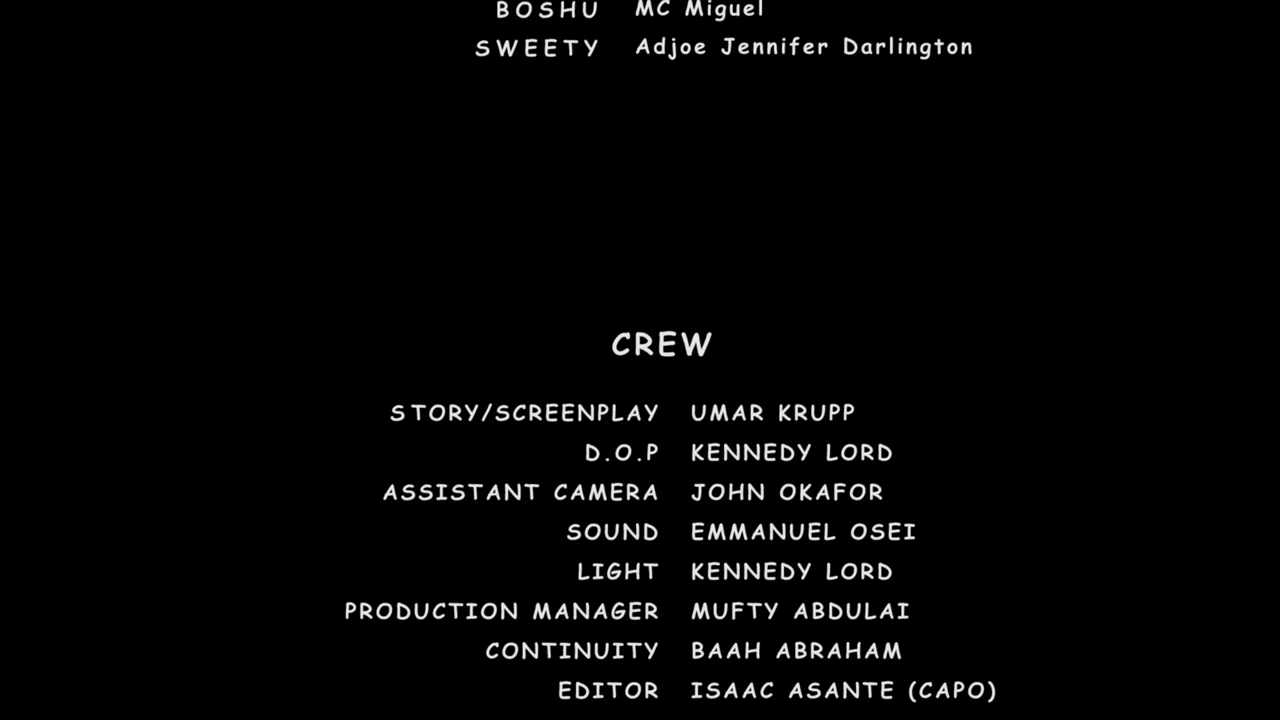 BOSHU MC Miguel
SWEETY Adjoe Jennifer Darlington
CREW
STORY/SCREENPLAY UMAR KRUPP
D.O.P KENNEDY LORD
ASSISTANT CAMERA JOHN OKAFOR
SOUND EMMANUEL OSEI
LIGHT KENNEDY LORD
PRODUCTION MANAGER MUFTY ABDULAI
CONTINUITY BAAH ABRAHAM
EDITOR ISAAC ASANTE (CAPO)